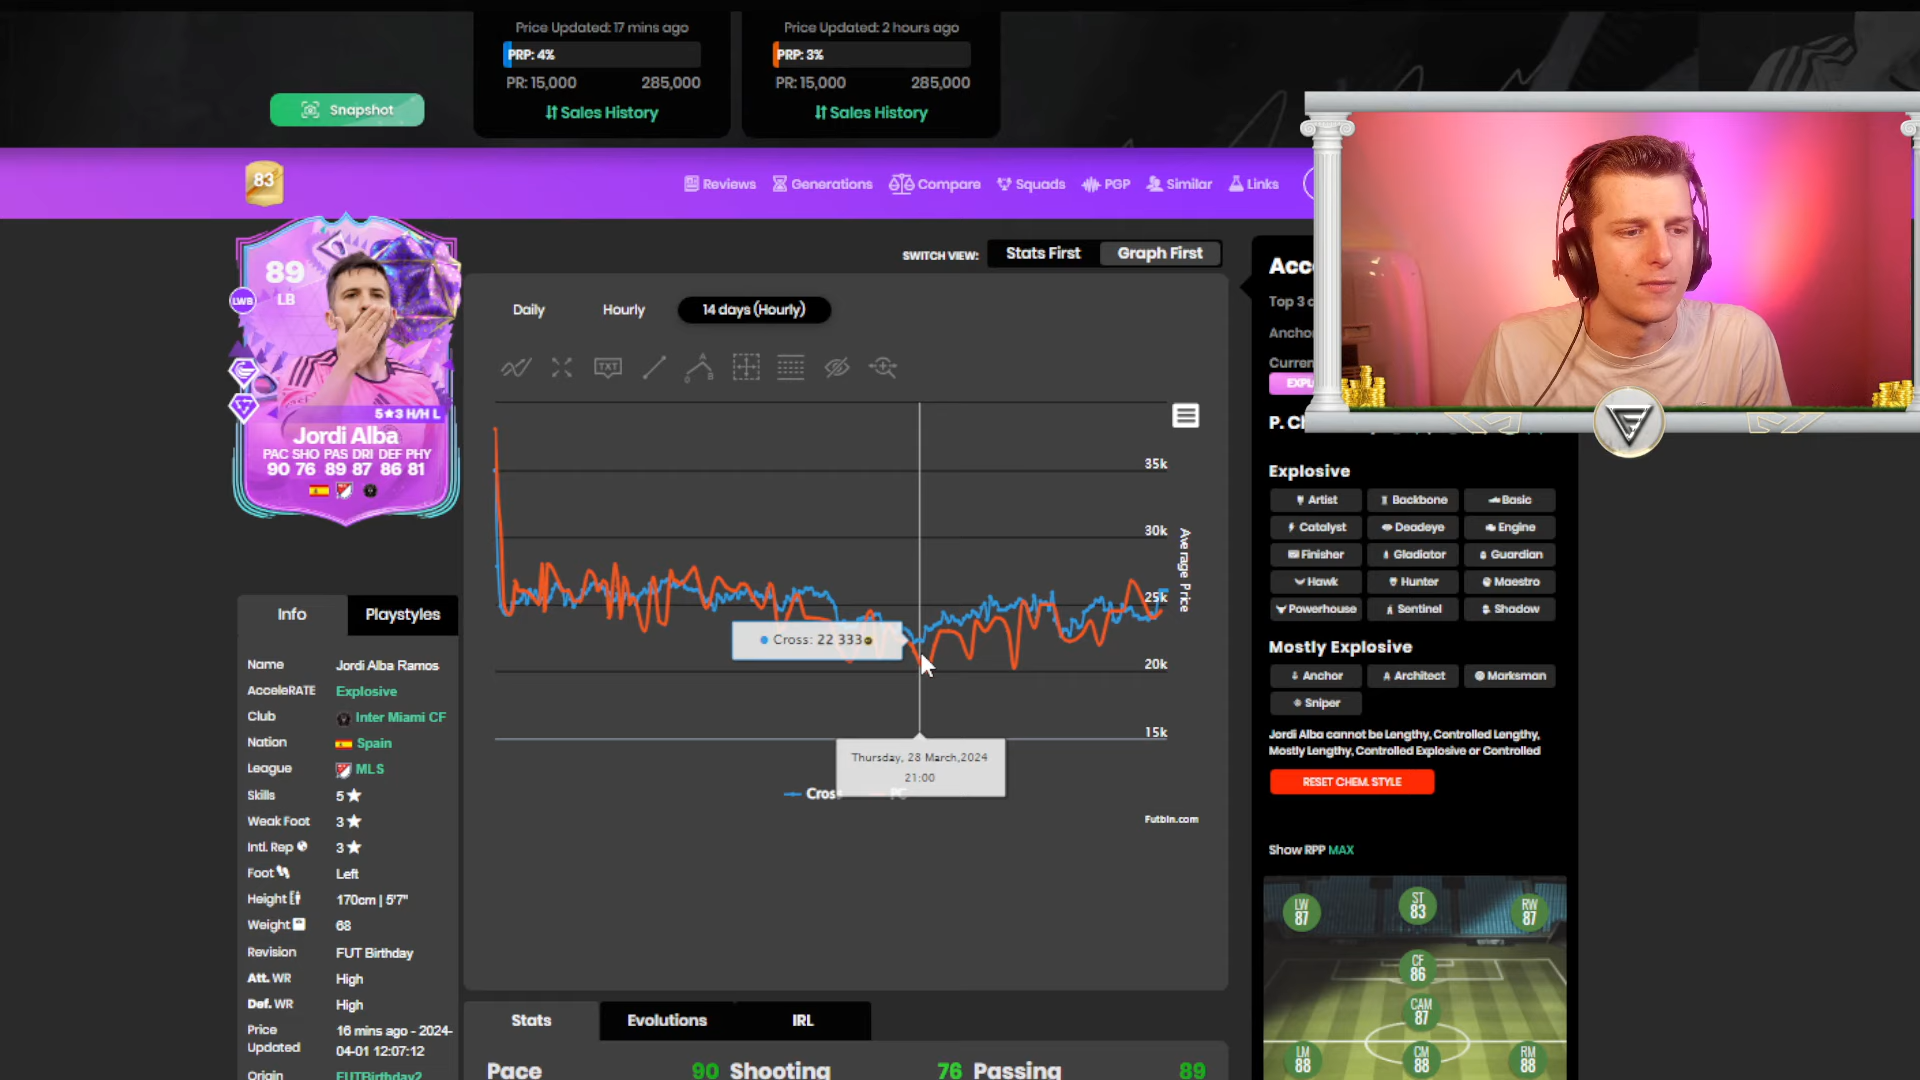 Price Updated: 17 mins ago
PRP: 4%
PR: 15,000 285,000
Sales History
Price Updated: 2 hours ago
PRP: 3%
PR: 15,000 285,000
Sales History
Snapshot
83
Reviews Generations Compare Squads PGP Similar Links
89
LB
LWB
5★3 H/H L
Jordi Alba
PAC SHO PAS DRI DEF PHY
90 76 89 87 86 81
SWITCH VIEW: Stats First Graph First
Daily Hourly 14 days (Hourly)
TXT
35k
30k
25k
20k
15k
Average Price
Cross: 22 333
Thursday, 28 March,2024
21:00
Cross PC
Futbin.com
Info Playstyles
Name Jordi Alba Ramos
AcceleRATE Explosive
Club Inter Miami CF
Nation Spain
League MLS
Skills 5 ★
Weak Foot 3 ★
Intl. Rep 3 ★
Foot Left
Height 170cm | 5'7"
Weight 68
Revision FUT Birthday
Att. WR High
Def. WR High
Price Updated 16 mins ago - 2024-04-01 12:07:12
Origin FUTBirthday2
Stats Evolutions IRL
Pace 90 Shooting 76 Passing 89
Acc
Top 3
Anchor
Current
EXPL
P. Ch
Explosive
Artist Backbone Basic
Catalyst Deadeye Engine
Finisher Gladiator Guardian
Hawk Hunter Maestro
Powerhouse Sentinel Shadow
Mostly Explosive
Anchor Architect Marksman
Sniper
Jordi Alba cannot be Lengthy, Controlled Lengthy,
Mostly Lengthy, Controlled Explosive or Controlled
RESET CHEM. STYLE
Show RPP MAX
LW 87
ST 83
RW 87
CF 86
CAM 87
LM 88
CM 88
RM 88